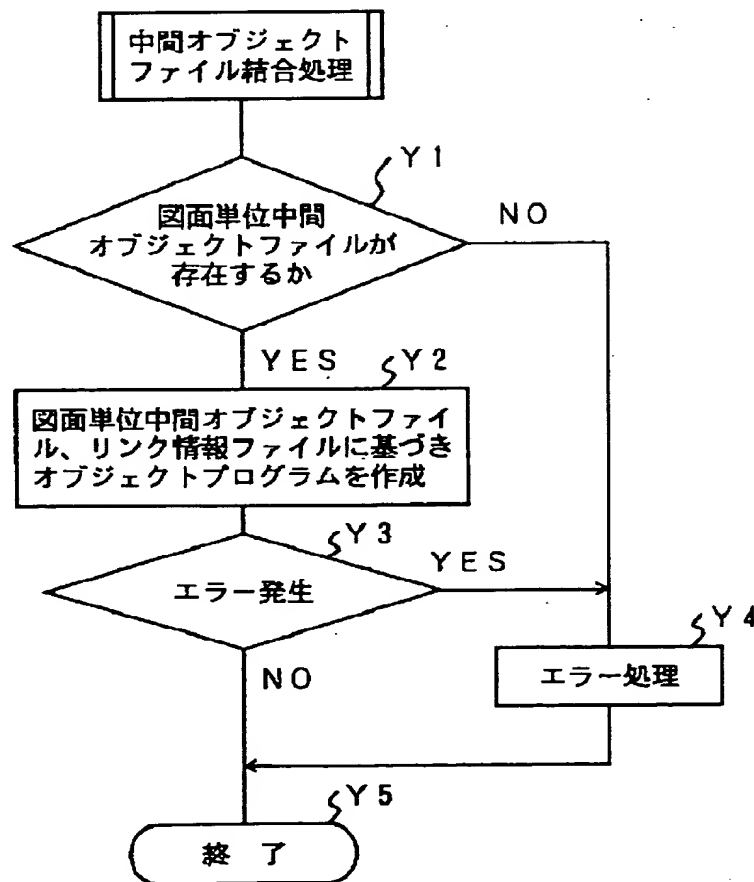 中間オブジェクト
ファイル結合処理
Y1
図面単位中間
オブジェクトファイルが
存在するか
NO
YES
Y2
図面単位中間オブジェクトファイ
ル、リンク情報ファイルに基づき
オブジェクトプログラムを作成
Y3
エラー発生
YES
Y4
エラー処理
NO
Y5
終 了